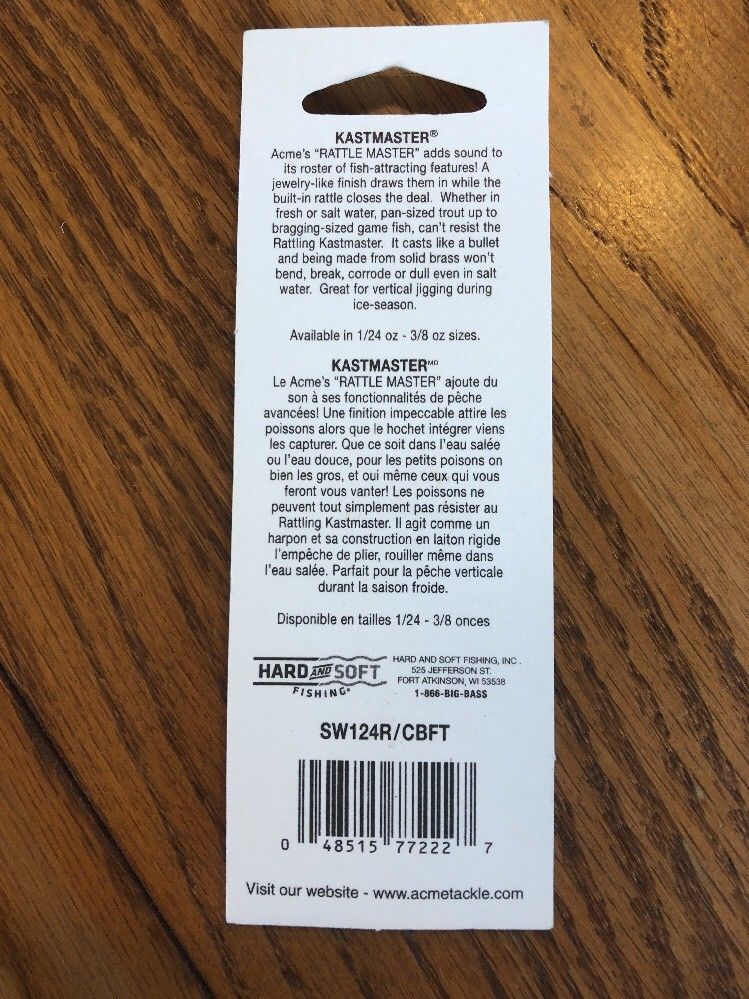 KASTMASTER®
Acme's "RATTLE MASTER" adds sound to
its roster of fish-attracting features! A
jewelry-like finish draws them in while the
built-in rattle closes the deal. Whether in
fresh or salt water, pan-sized trout up to
bragging-sized game fish, can't resist the
Rattling Kastmaster. It casts like a bullet
and being made from solid brass won't
bend, break, corrode or dull even in salt
water. Great for vertical jigging during
ice-season.
Available in 1/24 oz - 3/8 oz sizes.
KASTMASTERᴹᴰ
Le Acme's "RATTLE MASTER" ajoute du
son à ses fonctionnalités de pêche
avancées! Une finition impeccable attire les
poissons alors que le hochet intégrer viens
les capturer. Que ce soit dans l'eau salée
ou l'eau douce, pour les petits poisons on
bien les gros, et oui même ceux qui vous
feront vous vanter! Les poissons ne
peuvent tout simplement pas résister au
Rattling Kastmaster. Il agit comme un
harpon et sa construction en laiton rigide
l'empêche de plier, rouiller même dans
l'eau salée. Parfait pour la pêche verticale
durant la saison froide.
Disponible en tailles 1/24 - 3/8 onces
HARD AND SOFT
FISHING®
HARD AND SOFT FISHING, INC.
525 JEFFERSON ST.
FORT ATKINSON, WI 53538
1-866-BIG-BASS
SW124R/CBFT
0 48515 77222 7
Visit our website - www.acmetackle.com